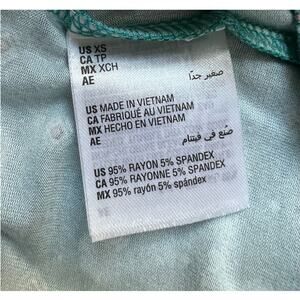 US XS
CA TP
MX XCH
AE صغير جدًا
US MADE IN VIETNAM
CA FABRIQUÉ AU VIETNAM
MX HECHO EN VIETNAM
AE صنع في فيتنام
US 95% RAYON 5% SPANDEX
CA 95% RAYONNE 5% SPANDEX
MX 95% rayón 5% spándex